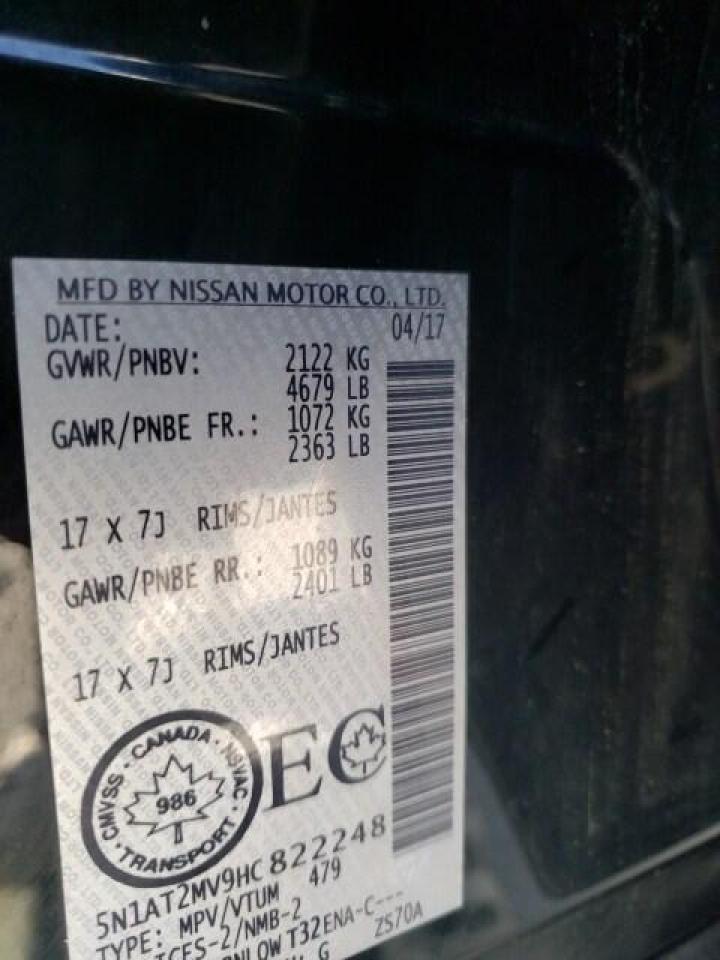 MFD BY NISSAN MOTOR CO., LTD.
DATE: 04/17
GVWR/PNBV: 2122 KG
4679 LB
GAWR/PNBE FR.: 1072 KG
2363 LB
17 X 7J RIMS/JANTES
GAWR/PNBE RR.: 1089 KG
2401 LB
17 X 7J RIMS/JANTES
CMVSS · CANADA · NSVAC · TRANSPORT ·
986
EC
5N1AT2MV9HC822248
TYPE: MPV/VTUM 479
ICES-2/NMB-2
NLOWT32ENA-C---
G ZS70A